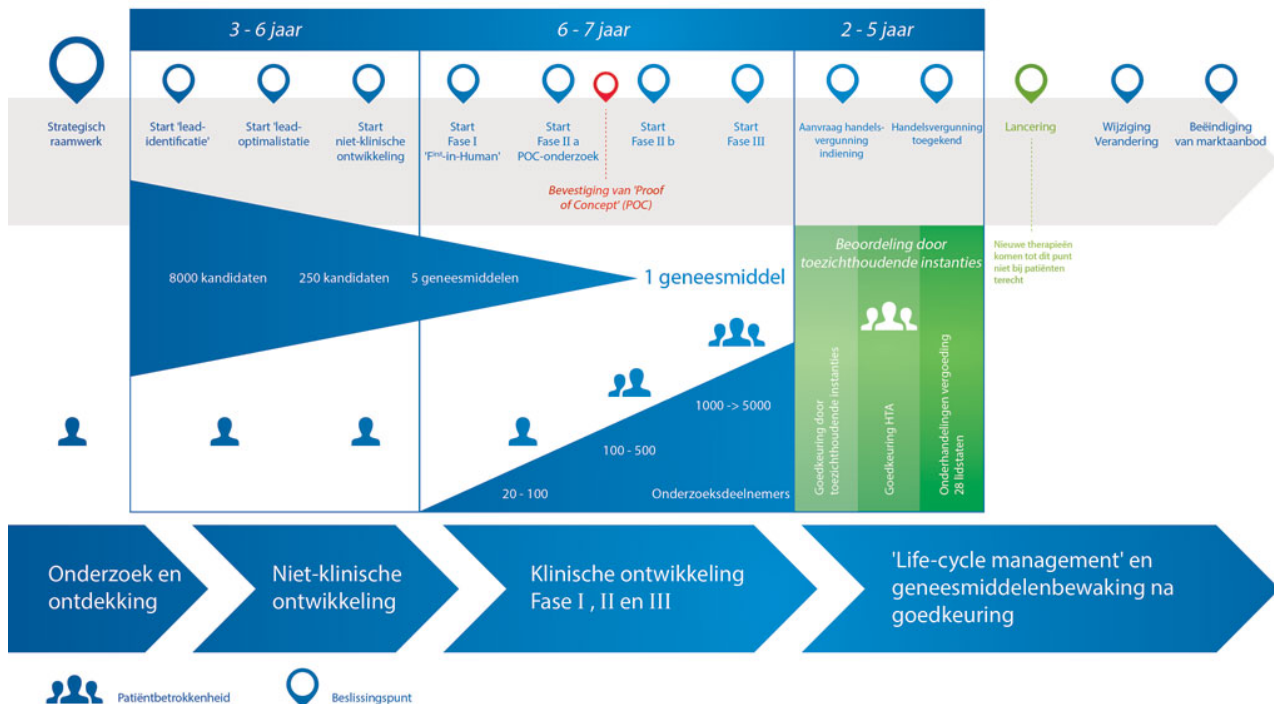 3 - 6 jaar
6 - 7 jaar
2 - 5 jaar
Strategisch
raamwerk
Start 'lead-
identificatie'
Start 'lead-
optimalistatie
Start
niet-klinische
ontwikkeling
Start
Fase I
'First-in-Human'
Start
Fase II a
POC-onderzoek
Start
Fase II b
Start
Fase III
Aanvraag handels-
vergunning
indiening
Handelsvergunning
toegekend
Lancering
Wijziging
Verandering
Beëindiging
van marktaanbod
Bevestiging van 'Proof
of Concept' (POC)
8000 kandidaten
250 kandidaten
5 geneesmiddelen
1 geneesmiddel
Beoordeling door
toezichthoudende instanties
Nieuwe therapieën
komen tot dit punt
niet bij patiënten
terecht
20 - 100
100 - 500
1000 -> 5000
Onderzoeksdeelnemers
Goedkeuring door
toezichthoudende instanties
Goedkeuring HTA
Onderhandelingen vergoeding
28 lidstaten
Onderzoek en
ontdekking
Niet-klinische
ontwikkeling
Klinische ontwikkeling
Fase I , II en III
'Life-cycle management' en
geneesmiddelenbewaking na
goedkeuring
Patiëntbetrokkenheid
Beslissingspunt